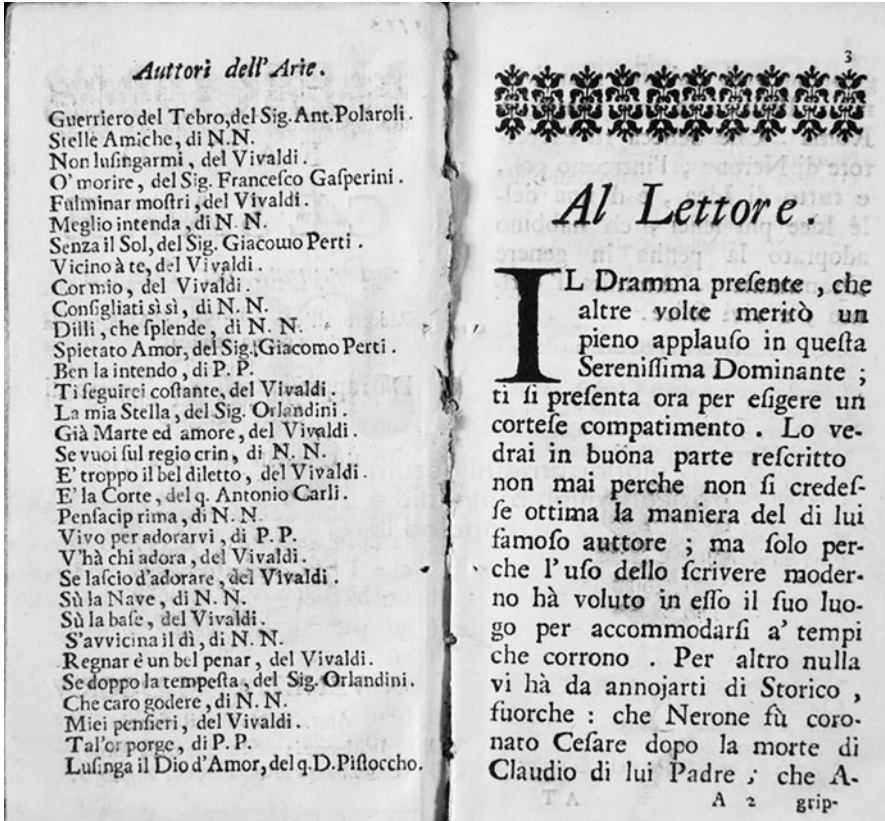 Auttori dell'Arie.
Guerriero del Tebro, del Sig. Ant. Polaroli.
Stelle Amiche, di N.N.
Non luſingarmi, del Vivaldi.
O' morire, del Sig. Franceſco Gaſperini.
Fulminar moſtri, del Vivaldi.
Meglio intenda, di N. N.
Senza il Sol, del Sig. Giacomo Perti.
Vicino à te, del Vivaldi.
Cor mio, del Vivaldi.
Conſigliati sì sì, di N. N.
Dilli, che ſplende, di N. N.
Spietato Amor, del Sig. Giacomo Perti.
Ben la intendo, di P. P.
Ti ſeguirei coſtante, del Vivaldi.
La mia Stella, del Sig. Orlandini.
Già Marte ed amore, del Vivaldi.
Se vuoi ſul regio crin, di N. N.
E' troppo il bel diletto, del Vivaldi
E' la Corte, del q. Antonio Carli.
Penſacip rima, di N. N
Vivo per adorarvi, di P. P.
V'hà chi adora, del Vivaldi.
Se laſcio d'adorare, del Vivaldi.
Sù la Nave, di N. N.
Sù la baſe, del Vivaldi.
S'avvicina il dì, di N. N.
Regnar è un bel penar, del Vivaldi.
Se doppo la tempeſta, del Sig. Orlandini.
Che caro godere, di N. N.
Miei penſieri, del Vivaldi.
Tal'or porge, di P. P.
Luſinga il Dio d'Amor, del q. D. Piſtoccho.
3
Al Lettore.
IL Dramma preſente, che
altre volte meritò un
pieno applauſo in queſta
Sereniſſima Dominante;
ti ſi preſenta ora per eſigere un
corteſe compatimento. Lo ve-
drai in buona parte reſcritto
non mai perche non ſi credeſ-
ſe ottima la maniera del di lui
famoſo auttore; ma ſolo per-
che l'uſo dello ſcrivere moder-
no hà voluto in eſſo il ſuo luo-
go per accommodarſi a' tempi
che corrono. Per altro nulla
vi hà da annojarti di Storico,
fuorche: che Nerone fù coro-
nato Ceſare dopo la morte di
Claudio di lui Padre; che A-
A 2 grip-